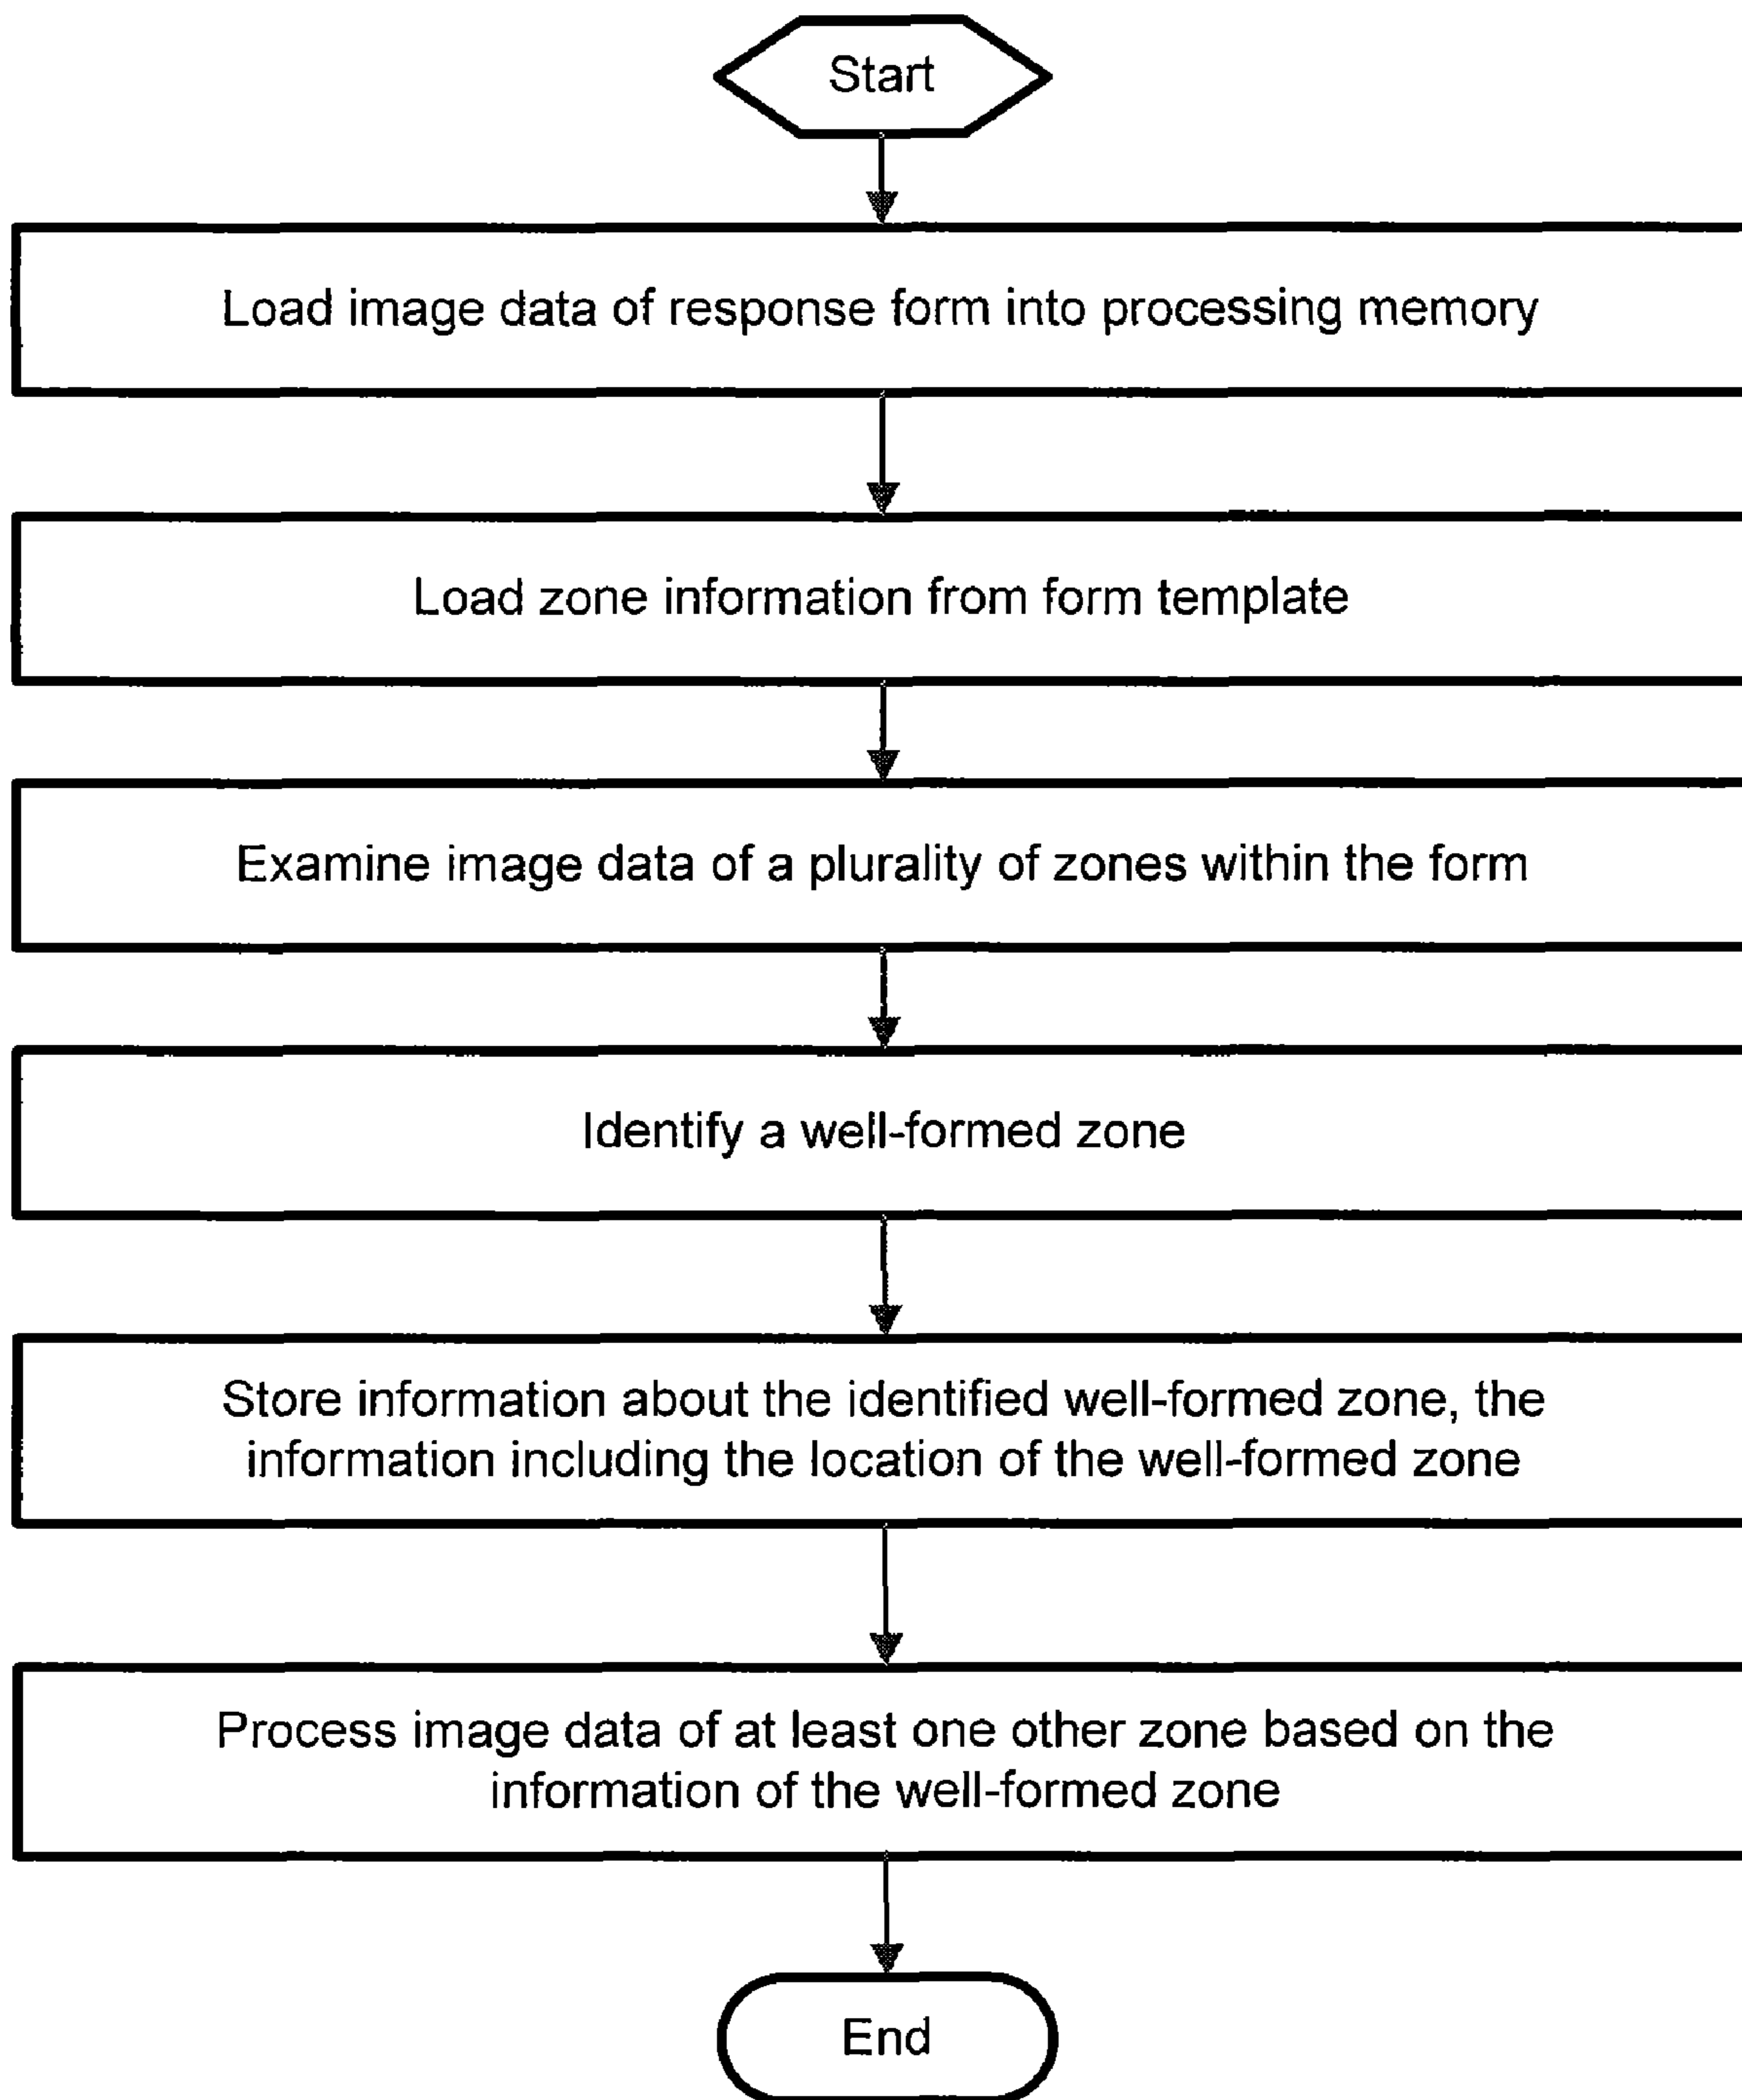 Start
Load image data of response form into processing memory
Load zone information from form template
Examine image data of a plurality of zones within the form
Identify a well-formed zone
Store information about the identified well-formed zone, the
information including the location of the well-formed zone
Process image data of at least one other zone based on the
information of the well-formed zone
End